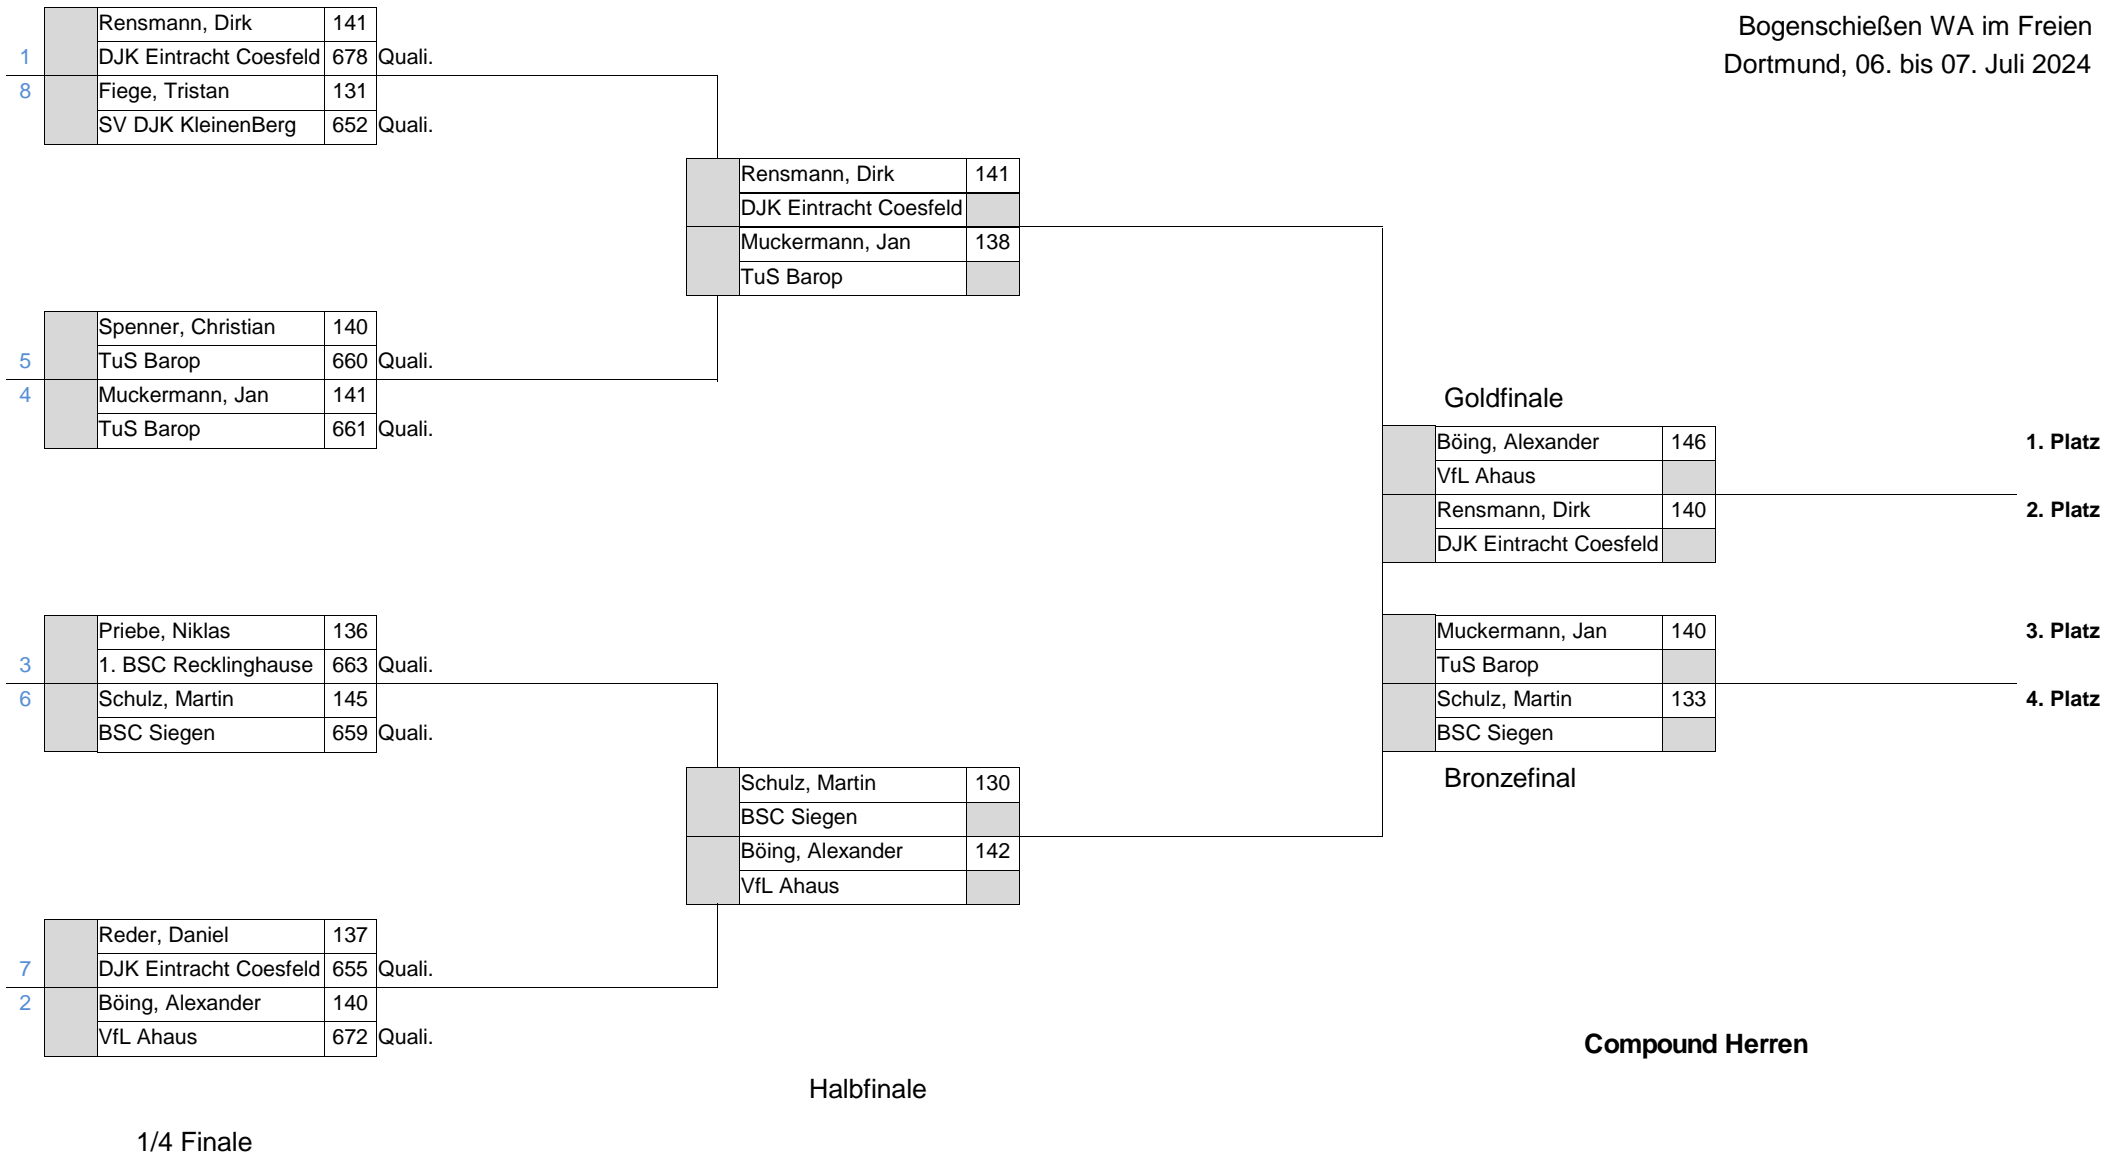 Bogenschießen WA im Freien
Dortmund, 06. bis 07. Juli 2024
Rensmann, Dirk 141
1 DJK Eintracht Coesfeld 678 Quali.
8 Fiege, Tristan 131
SV DJK KleinenBerg 652 Quali.
Rensmann, Dirk 141
DJK Eintracht Coesfeld
Muckermann, Jan 138
TuS Barop
Spenner, Christian 140
5 TuS Barop 660 Quali.
4 Muckermann, Jan 141
TuS Barop 661 Quali.
Goldfinale
Böing, Alexander 146 1. Platz
VfL Ahaus
Rensmann, Dirk 140 2. Platz
DJK Eintracht Coesfeld
Priebe, Niklas 136
3 1. BSC Recklinghause 663 Quali.
6 Schulz, Martin 145
BSC Siegen 659 Quali.
Muckermann, Jan 140 3. Platz
TuS Barop
Schulz, Martin 133 4. Platz
BSC Siegen
Bronzefinal
Schulz, Martin 130
BSC Siegen
Böing, Alexander 142
VfL Ahaus
Reder, Daniel 137
7 DJK Eintracht Coesfeld 655 Quali.
2 Böing, Alexander 140
VfL Ahaus 672 Quali.
Compound Herren
Halbfinale
1/4 Finale